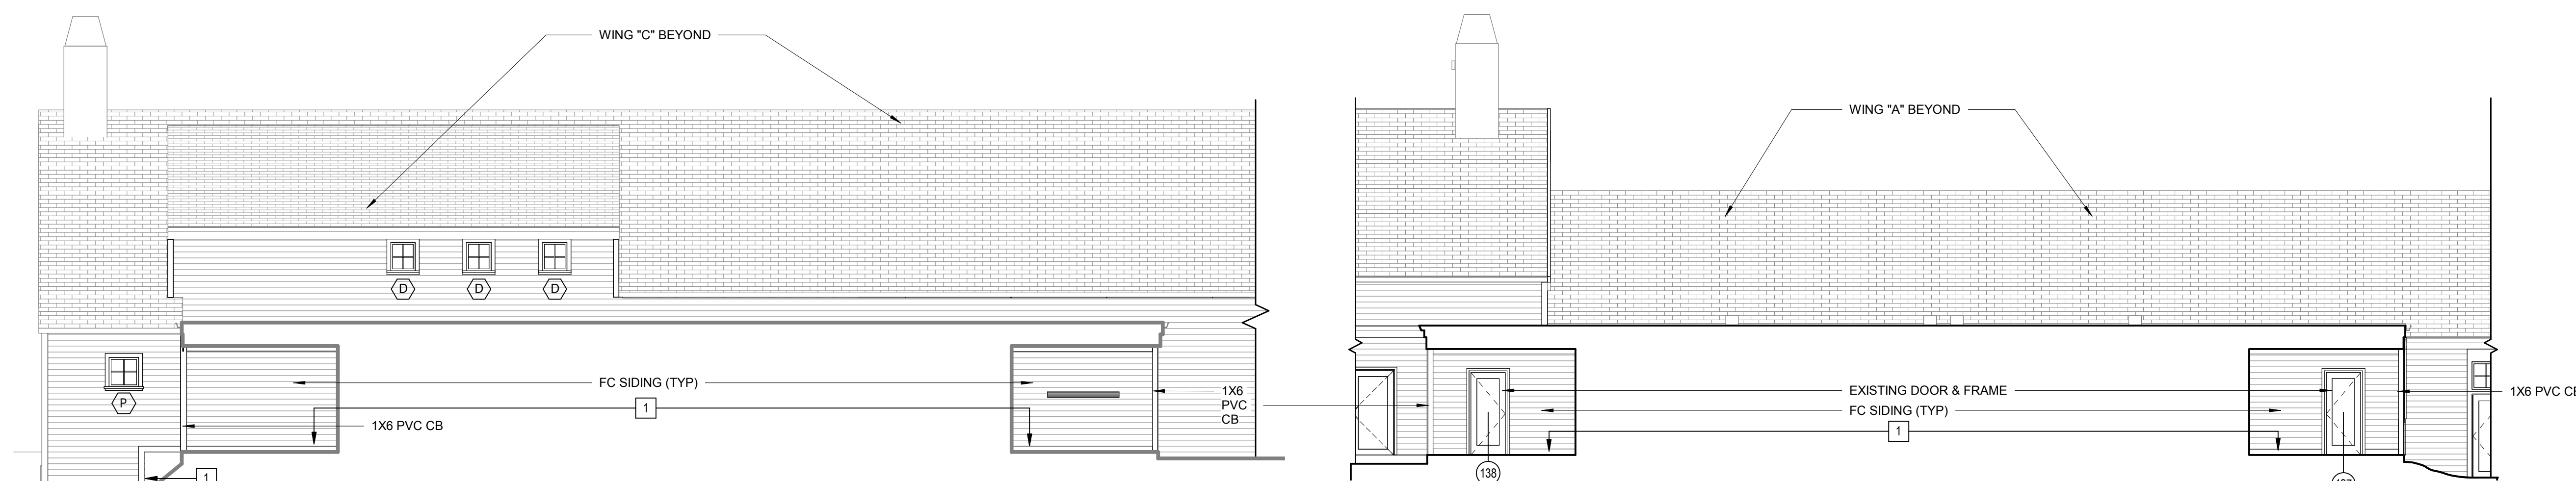 WING "C" BEYOND
D
D
D
P
FC SIDING (TYP)
1
1X6 PVC CB
1
1X6
PVC
CB
WING "A" BEYOND
EXISTING DOOR & FRAME
FC SIDING (TYP)
1
138
1X6 PVC